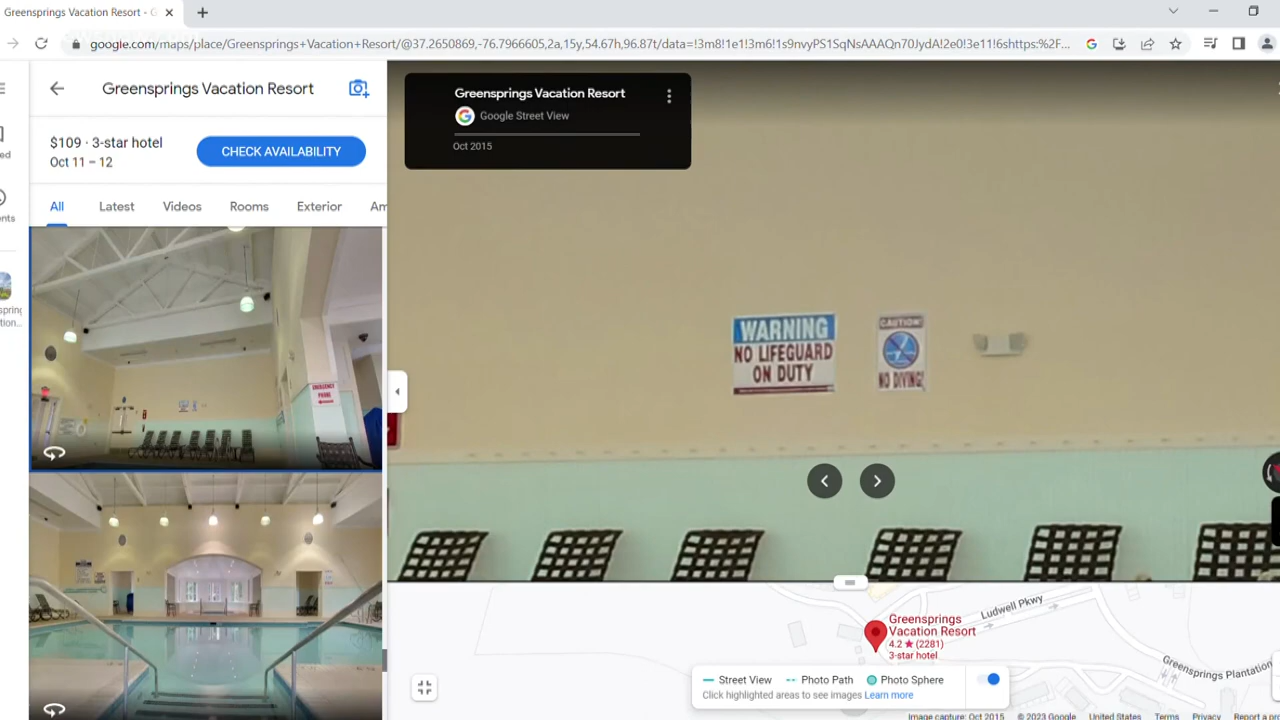 Greensprings Vacation Resort - G
google.com/maps/place/Greensprings+Vacation+Resort/@37.2650869,-76.7966605,2a,15y,54.67h,96.87t/data=!3m8!1e1!3m6!1s9nvyPS1SqNsAAAQn70JydA!2e0!3e11!6shttps:%2F...
Greensprings Vacation Resort
$109 · 3-star hotel
Oct 11 – 12
CHECK AVAILABILITY
All Latest Videos Rooms Exterior Am
EMERGENCY
PHONE
Greensprings Vacation Resort
Google Street View
Oct 2015
WARNING
NO LIFEGUARD
ON DUTY
CAUTION!
NO DIVING!
Ludwell Pkwy
Greensprings
Vacation Resort
4.2 ★ (2281)
3-star hotel
Greensprings Plantation
Street View Photo Path Photo Sphere
Click highlighted areas to see images Learn more
Image capture: Oct 2015 © 2023 Google United States Terms Privacy Report a pro